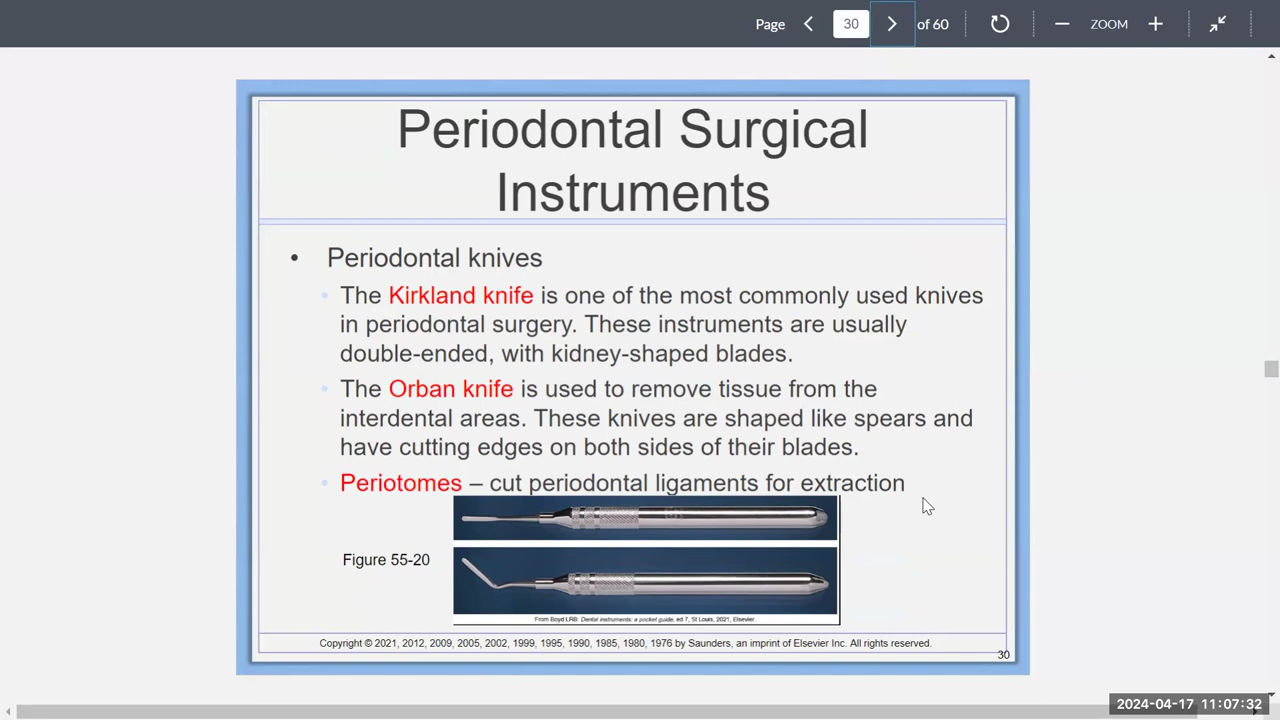 Page 30 of 60 ZOOM
Periodontal Surgical
Instruments
• Periodontal knives
• The Kirkland knife is one of the most commonly used knives
in periodontal surgery. These instruments are usually
double-ended, with kidney-shaped blades.
• The Orban knife is used to remove tissue from the
interdental areas. These knives are shaped like spears and
have cutting edges on both sides of their blades.
• Periotomes – cut periodontal ligaments for extraction
Figure 55-20
From Boyd LRB: Dental instruments: a pocket guide, ed 7, St Louis, 2021, Elsevier.
Copyright © 2021, 2012, 2009, 2005, 2002, 1999, 1995, 1990, 1985, 1980, 1976 by Saunders, an imprint of Elsevier Inc. All rights reserved.
30
2024-04-17 11:07:32